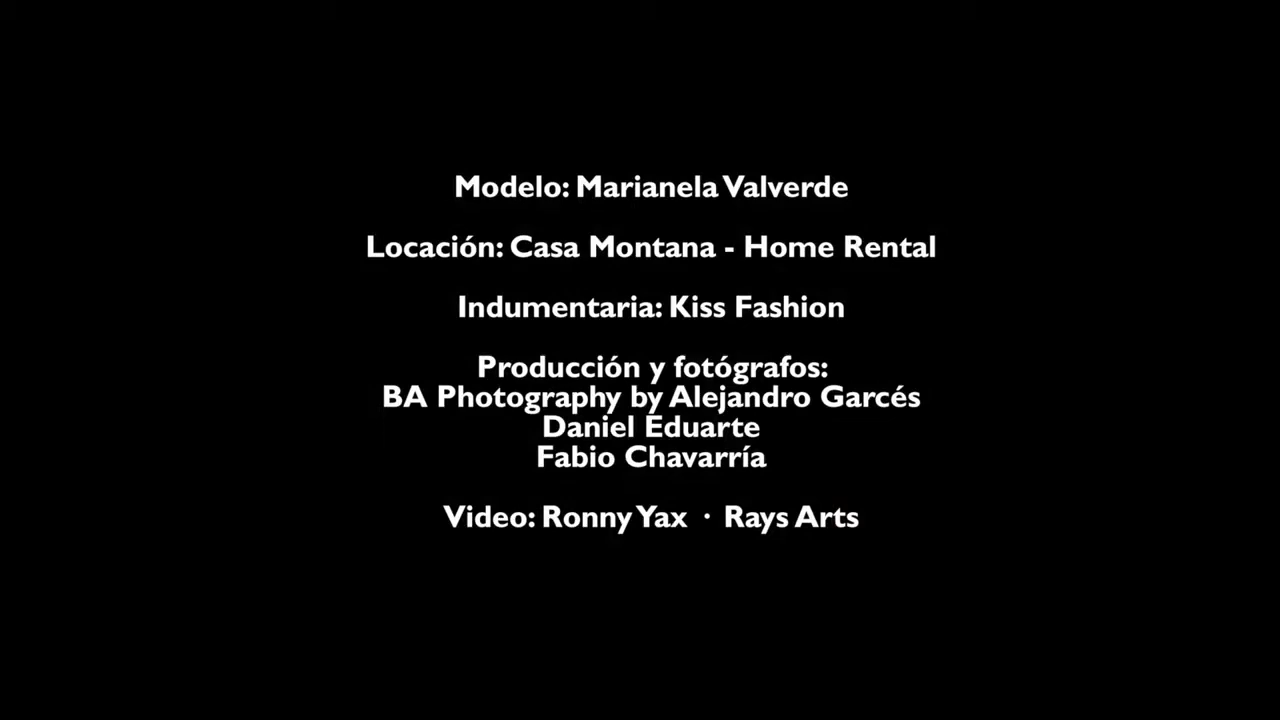 Modelo: Marianela Valverde
Locación: Casa Montana - Home Rental
Indumentaria: Kiss Fashion
Producción y fotógrafos:
BA Photography by Alejandro Garcés
Daniel Eduarte
Fabio Chavarría
Video: Ronny Yax · Rays Arts